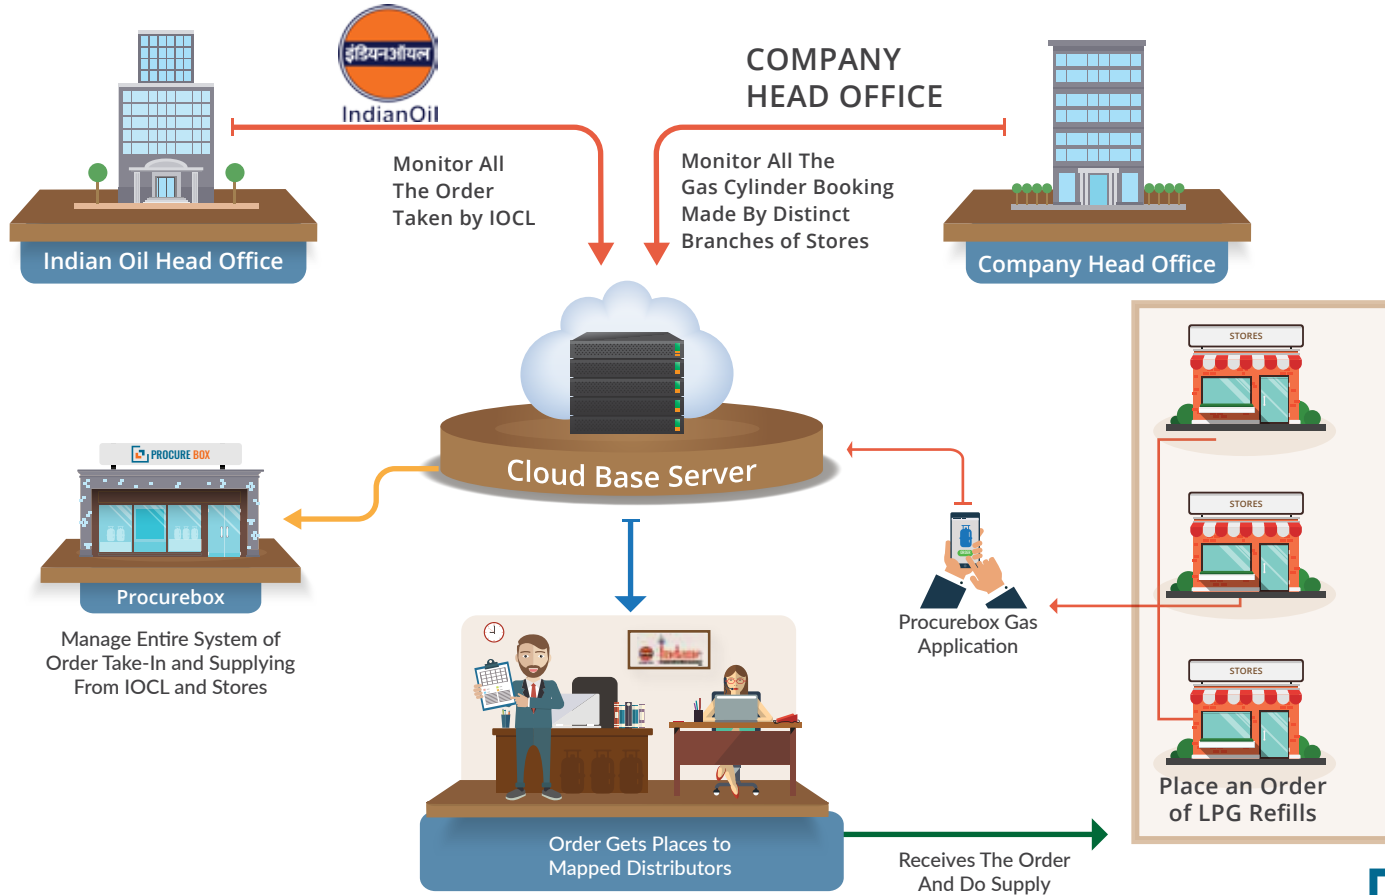 इंडियनऑयल
IndianOil
COMPANY
HEAD OFFICE
Monitor All
The Order
Taken by IOCL
Monitor All The
Gas Cylinder Booking
Made By Distinct
Branches of Stores
Indian Oil Head Office
Company Head Office
STORES
Cloud Base Server
PROCURE BOX
STORES
Procurebox
Manage Entire System of
Order Take-In and Supplying
From IOCL and Stores
Procurebox Gas
Application
STORES
Place an Order
of LPG Refills
Order Gets Places to
Mapped Distributors
Receives The Order
And Do Supply